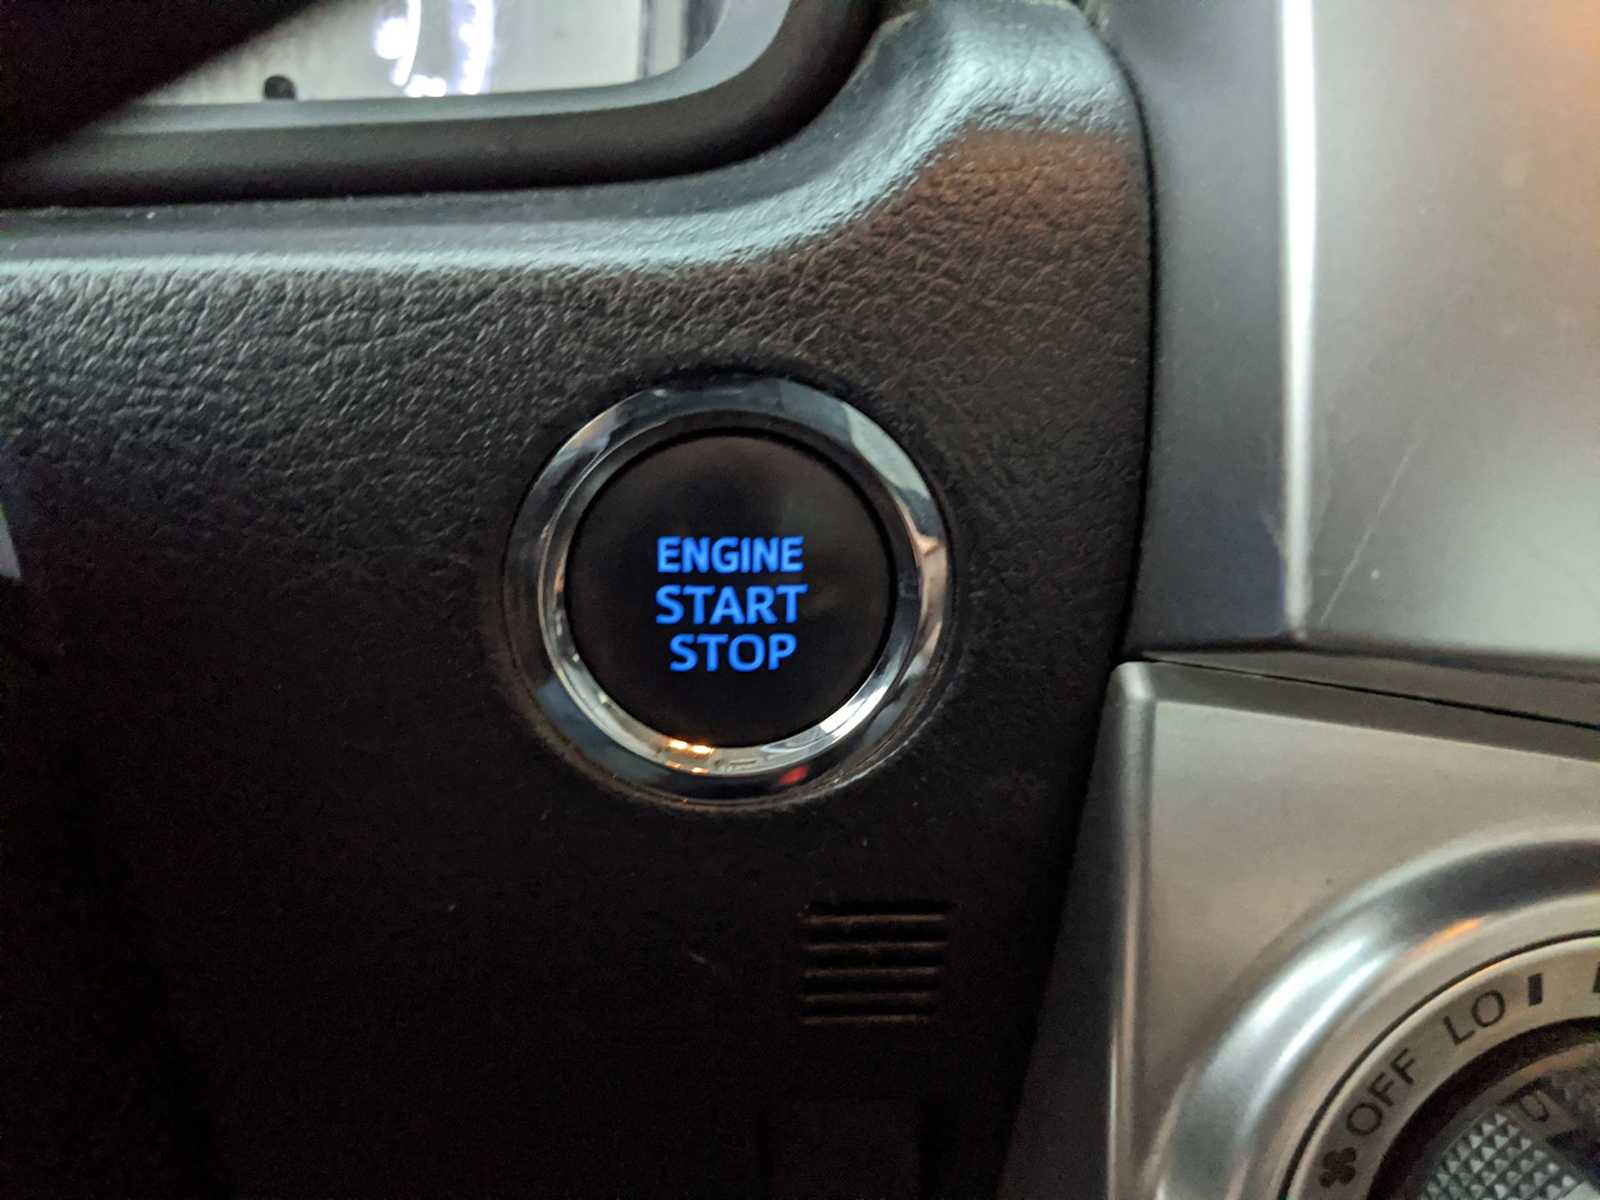 ENGINE
START
STOP
LO
OFF